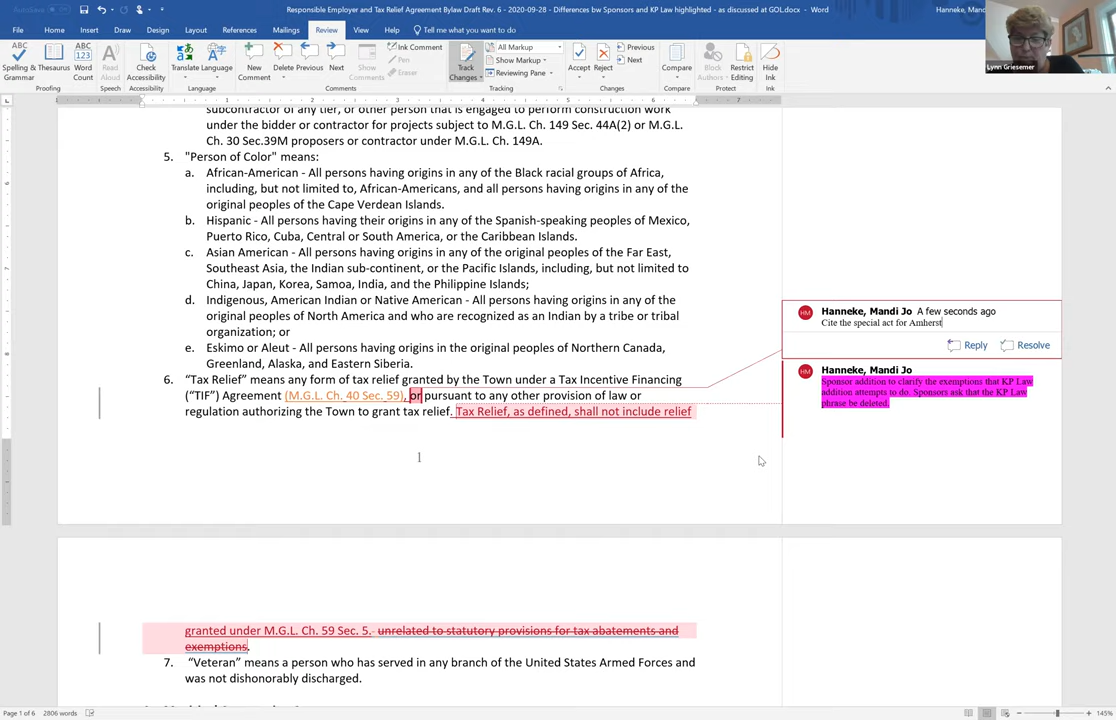 AutoSave
Responsible Employer and Tax Relief Agreement Bylaw Draft Rev. 6 - 2020-09-28 - Differences bw Sponsors and KP Law highlighted - as discussed at GOL.docx - Word
Hanneke, Mandi
File Home Insert Draw Design Layout References Mailings Review View Help Tell me what you want to do
Spelling & Grammar
Thesaurus
Word Count
Read Aloud
Check Accessibility
Translate
Language
New Comment
Delete
Previous
Next
Show Comments
Ink Comment
Pen
Eraser
Track Changes
All Markup
Show Markup
Reviewing Pane
Accept
Reject
Previous
Next
Compare
Block Authors
Restrict Editing
Hide Ink
Proofing Speech Accessibility Language Comments Tracking Changes Compare Protect Ink
Lynn Griesemer
subcontractor of any tier, or other person that is engaged to perform construction work
under the bidder or contractor for projects subject to M.G.L. Ch. 149 Sec. 44A(2) or M.G.L.
Ch. 30 Sec.39M proposers or contractor under M.G.L. Ch. 149A.
5. "Person of Color" means:
a. African-American - All persons having origins in any of the Black racial groups of Africa,
including, but not limited to, African-Americans, and all persons having origins in any of the
original peoples of the Cape Verdean Islands.
b. Hispanic - All persons having their origins in any of the Spanish-speaking peoples of Mexico,
Puerto Rico, Cuba, Central or South America, or the Caribbean Islands.
c. Asian American - All persons having origins in any of the original peoples of the Far East,
Southeast Asia, the Indian sub-continent, or the Pacific Islands, including, but not limited to
China, Japan, Korea, Samoa, India, and the Philippine Islands;
d. Indigenous, American Indian or Native American - All persons having origins in any of the
original peoples of North America and who are recognized as an Indian by a tribe or tribal
organization; or
e. Eskimo or Aleut - All persons having origins in the original peoples of Northern Canada,
Greenland, Alaska, and Eastern Siberia.
6. “Tax Relief” means any form of tax relief granted by the Town under a Tax Incentive Financing
(“TIF”) Agreement (M.G.L. Ch. 40 Sec. 59), or pursuant to any other provision of law or
regulation authorizing the Town to grant tax relief. Tax Relief, as defined, shall not include relief
1
HM Hanneke, Mandi Jo A few seconds ago
Cite the special act for Amherst
Reply Resolve
HM Hanneke, Mandi Jo
Sponsor addition to clarify the exemptions that KP Law
addition attempts to do. Sponsors ask that the KP Law
phrase be deleted.
granted under M.G.L. Ch. 59 Sec. 5. unrelated to statutory provisions for tax abatements and
exemptions.
7. “Veteran” means a person who has served in any branch of the United States Armed Forces and
was not dishonorably discharged.
Page 1 of 6 2806 words
145%